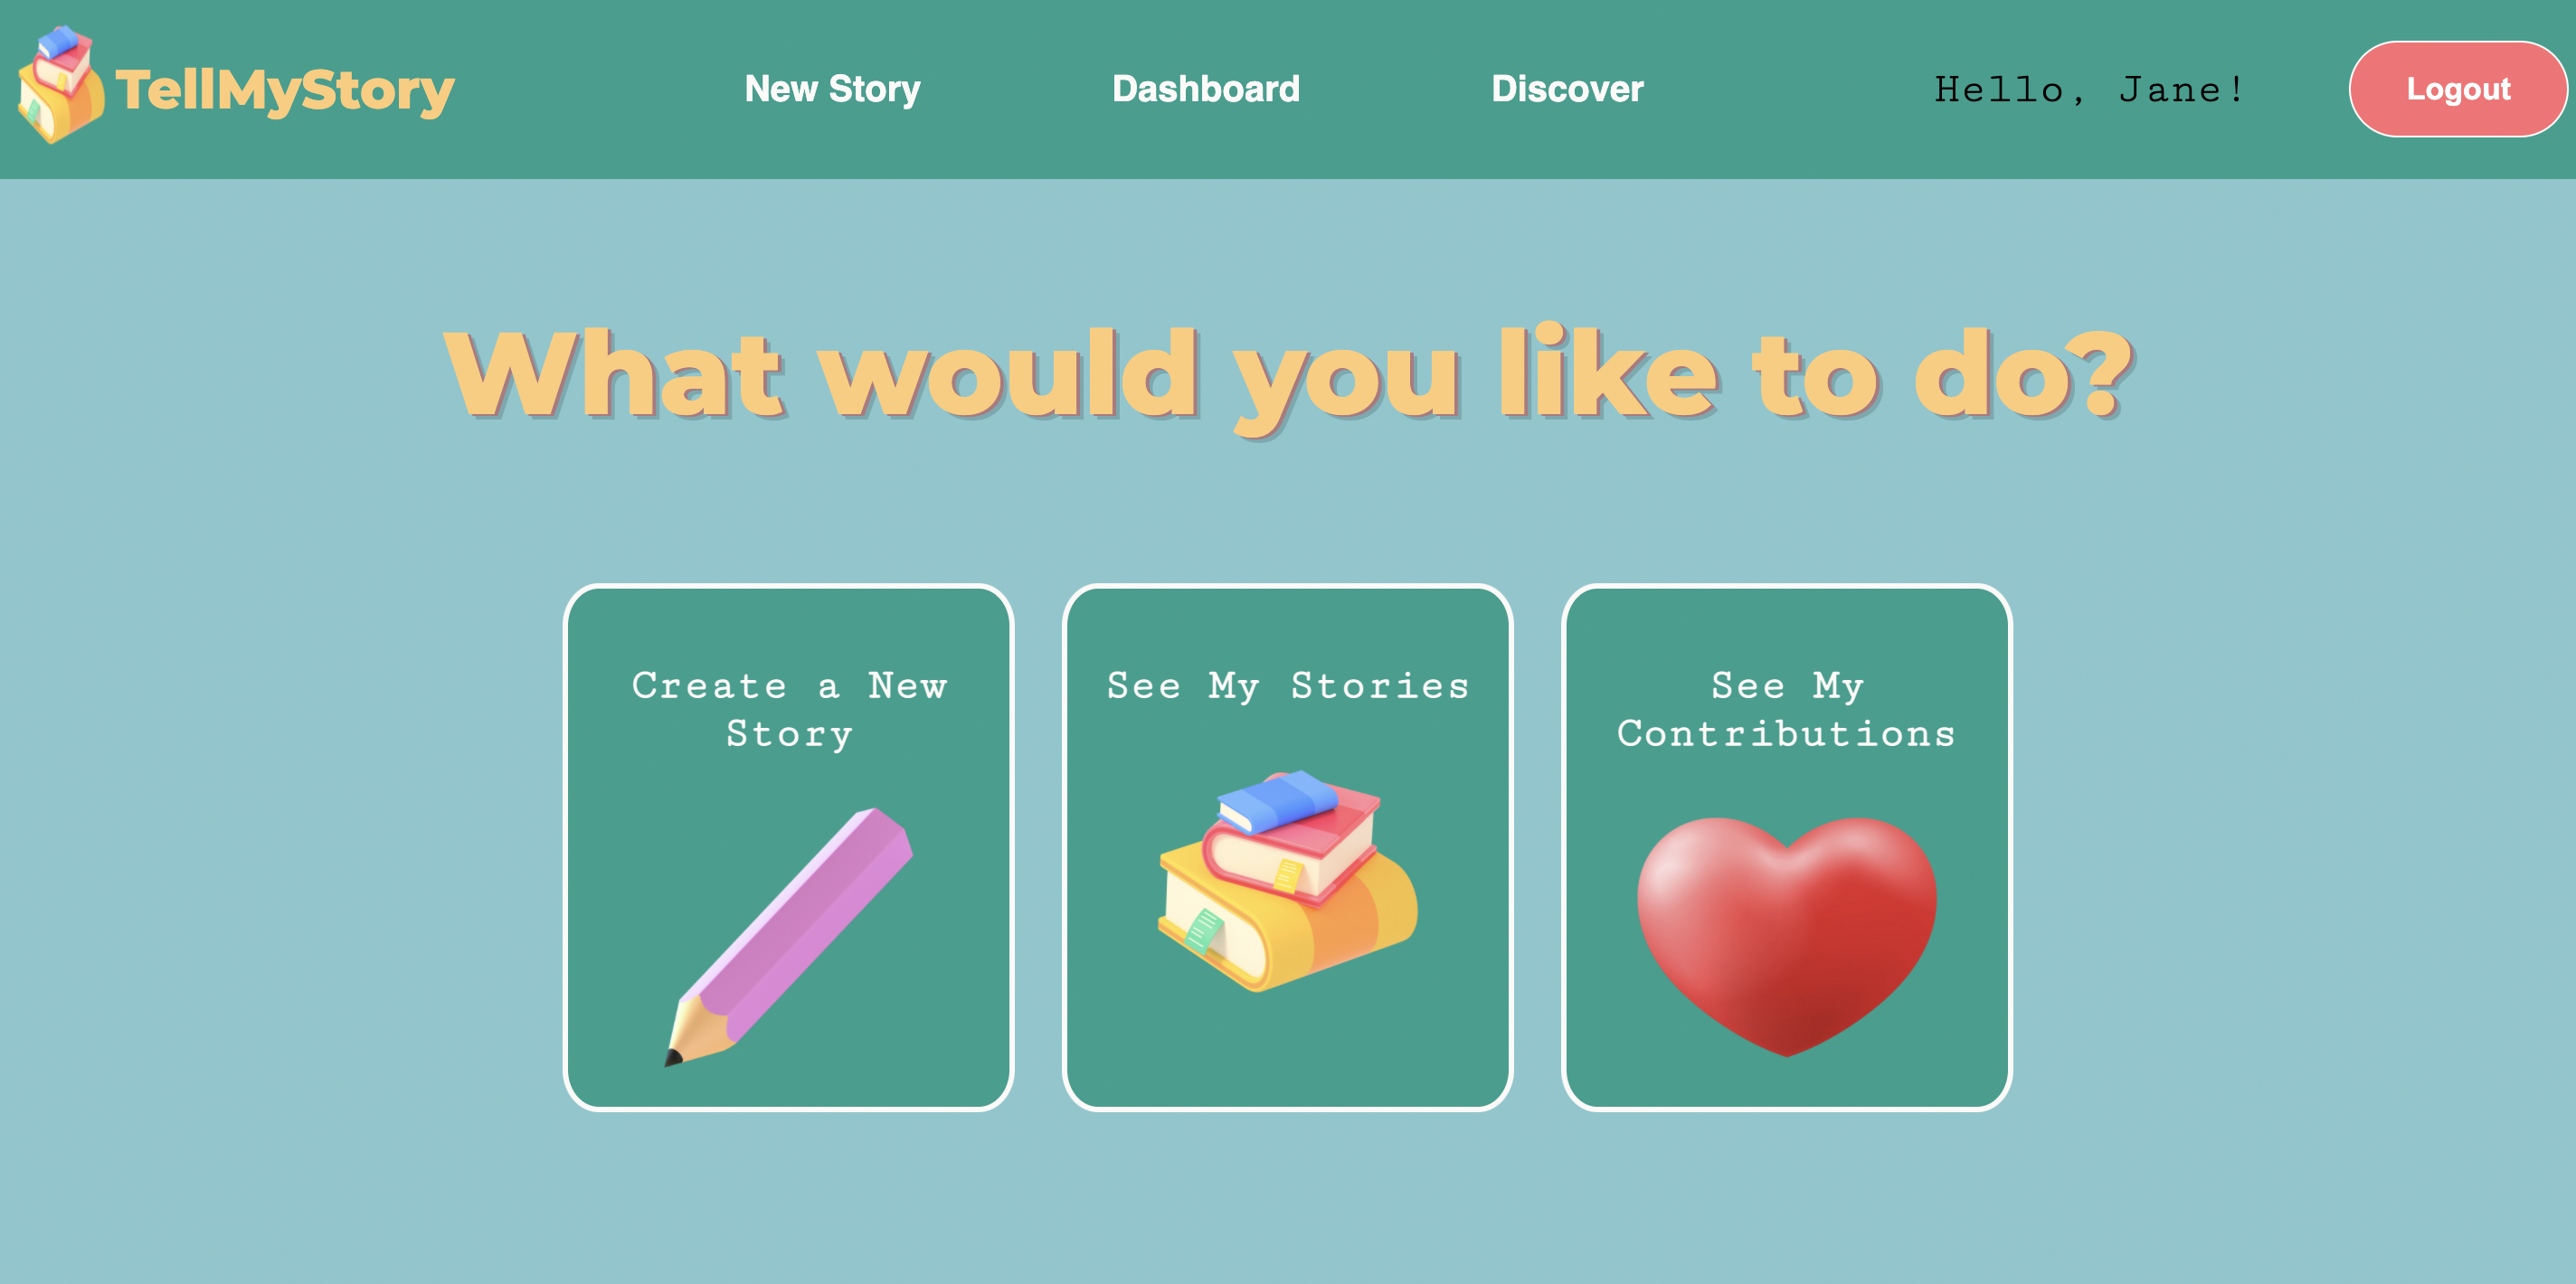 TellMyStory
New Story
Dashboard
Discover
Hello, Jane!
Logout
What would you like to do?
Create a New
Story
See My Stories
See My
Contributions